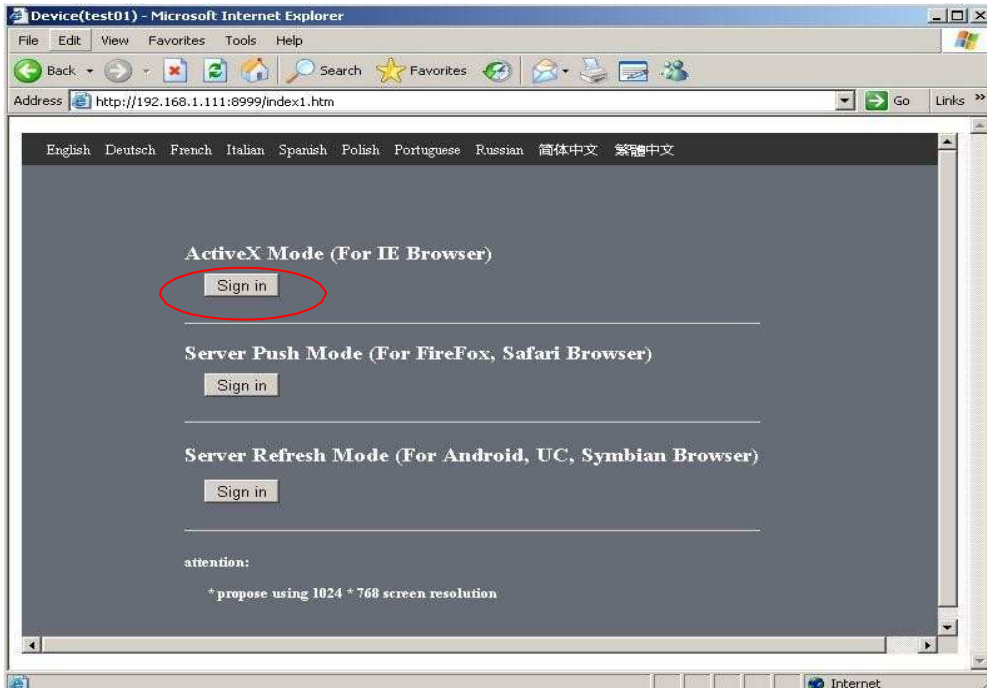 Device(test01) - Microsoft Internet Explorer
File Edit View Favorites Tools Help
Back Search Favorites
Address http://192.168.1.111:8999/index1.htm Go Links »
English Deutsch French Italian Spanish Polish Portuguese Russian 简体中文 繁體中文
ActiveX Mode (For IE Browser)
Sign in
Server Push Mode (For FireFox, Safari Browser)
Sign in
Server Refresh Mode (For Android, UC, Symbian Browser)
Sign in
attention:
* propose using 1024 * 768 screen resolution
Internet